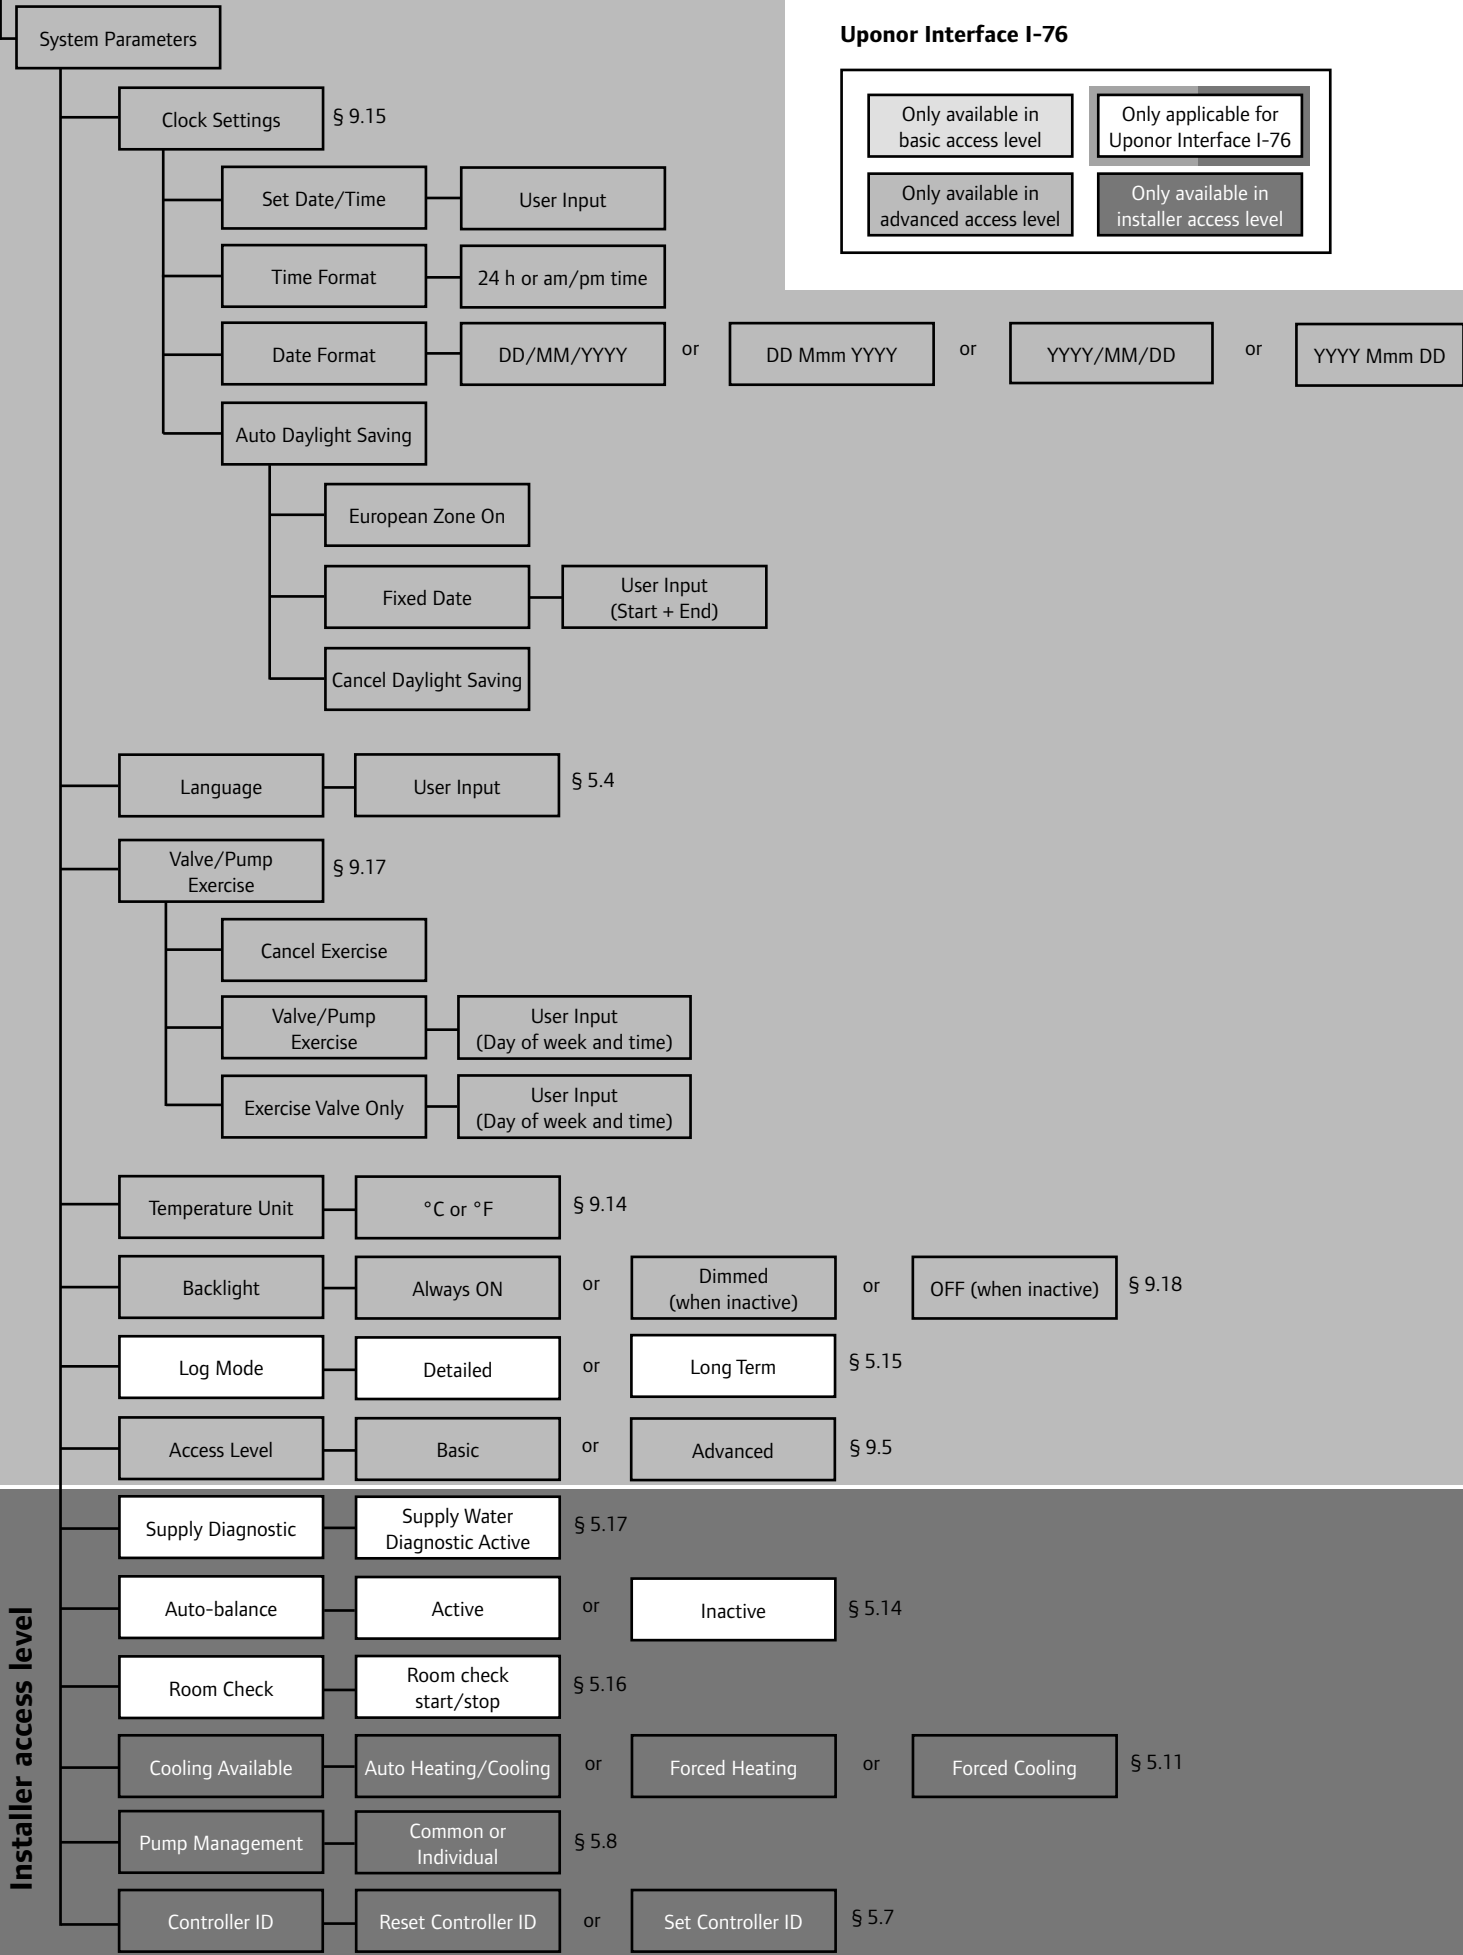 System Parameters
Uponor Interface I-76
Only available in
basic access level
Only applicable for
Uponor Interface I-76
Only available in
advanced access level
Only available in
installer access level
Clock Settings
§ 9.15
Set Date/Time
User Input
Time Format
24 h or am/pm time
Date Format
DD/MM/YYYY
or
DD Mmm YYYY
or
YYYY/MM/DD
or
YYYY Mmm DD
Auto Daylight Saving
European Zone On
Fixed Date
User Input
(Start + End)
Cancel Daylight Saving
Language
User Input
§ 5.4
Valve/Pump
Exercise
§ 9.17
Cancel Exercise
Valve/Pump
Exercise
User Input
(Day of week and time)
Exercise Valve Only
User Input
(Day of week and time)
Temperature Unit
°C or °F
§ 9.14
Backlight
Always ON
or
Dimmed
(when inactive)
or
OFF (when inactive)
§ 9.18
Log Mode
Detailed
or
Long Term
§ 5.15
Access Level
Basic
or
Advanced
§ 9.5
Installer access level
Supply Diagnostic
Supply Water
Diagnostic Active
§ 5.17
Auto-balance
Active
or
Inactive
§ 5.14
Room Check
Room check
start/stop
§ 5.16
Cooling Available
Auto Heating/Cooling
or
Forced Heating
or
Forced Cooling
§ 5.11
Pump Management
Common or
Individual
§ 5.8
Controller ID
Reset Controller ID
or
Set Controller ID
§ 5.7